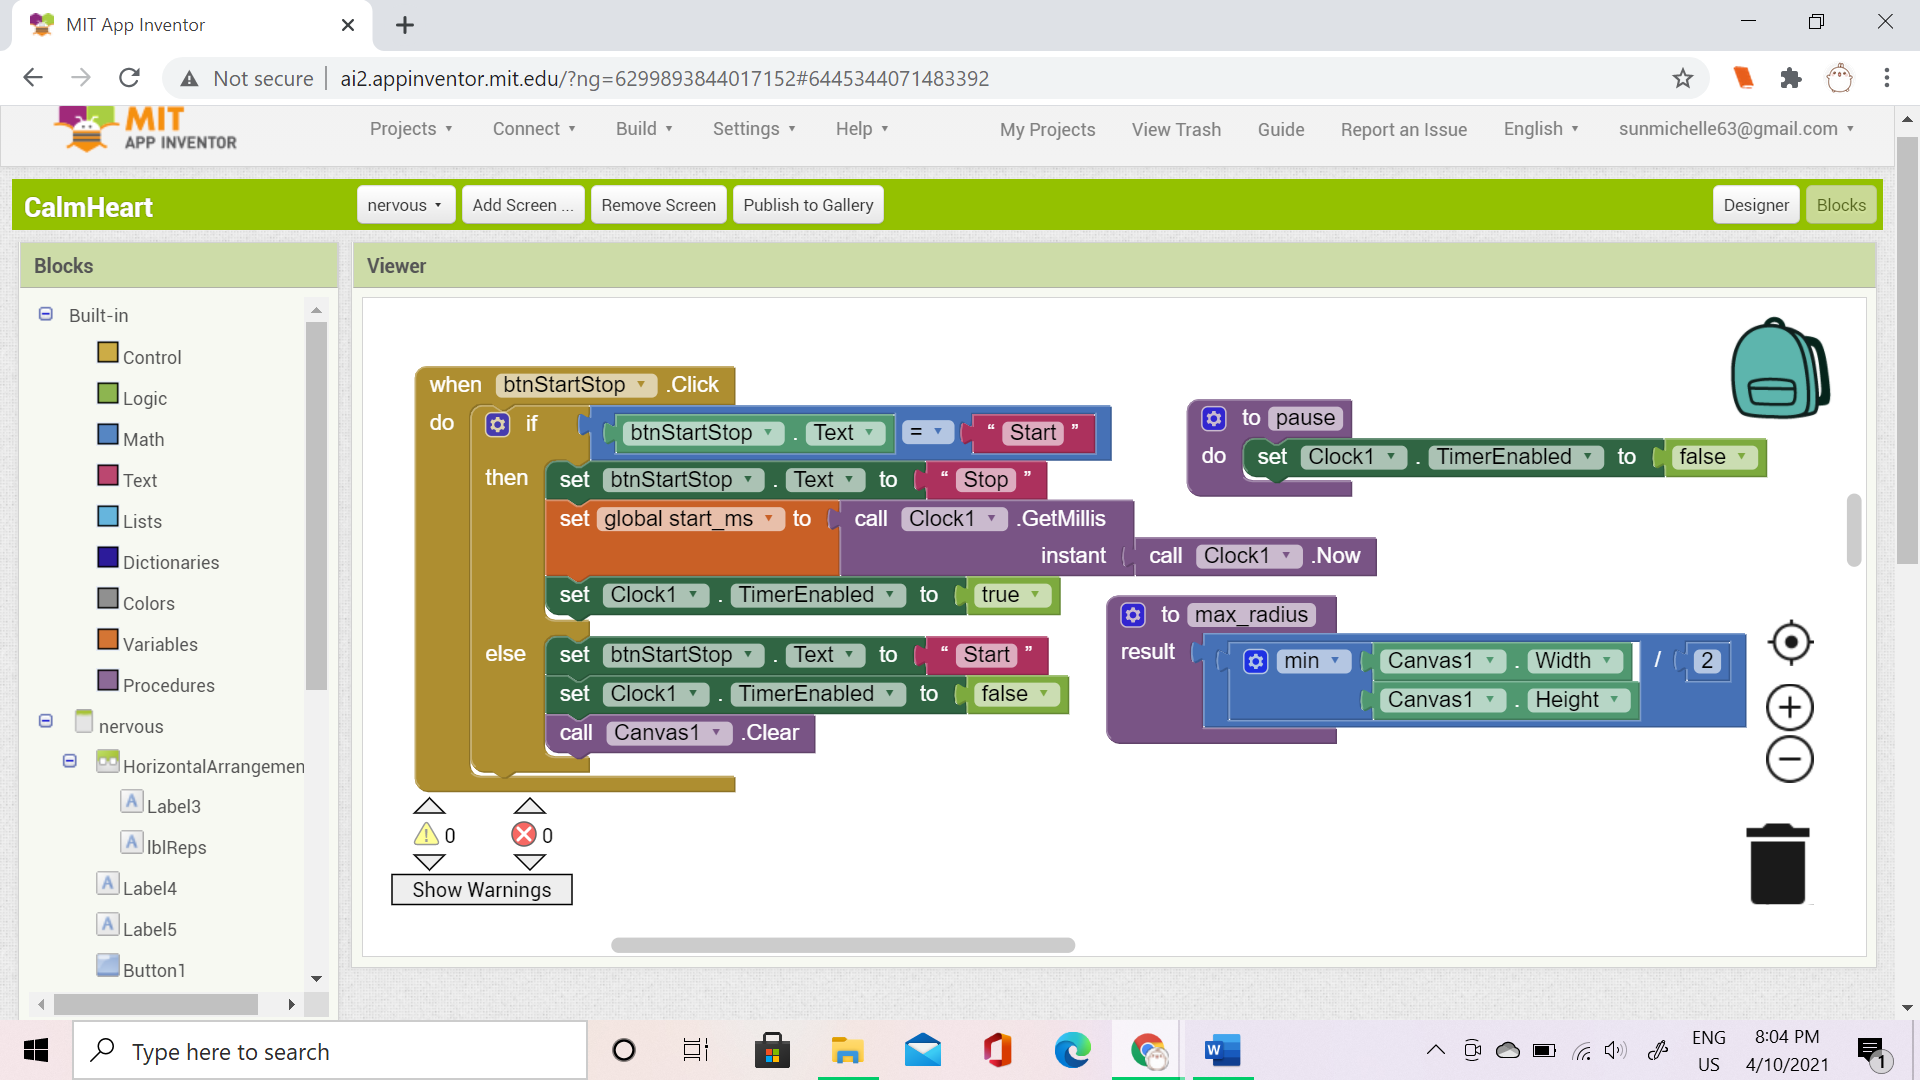 MIT App Inventor
Not secure | ai2.appinventor.mit.edu/?ng=6299893844017152#6445344071483392
MIT
APP INVENTOR
Projects Connect Build Settings Help My Projects View Trash Guide Report an Issue English sunmichelle63@gmail.com
CalmHeart nervous Add Screen ... Remove Screen Publish to Gallery Designer Blocks
Blocks
Built-in
Control
Logic
Math
Text
Lists
Dictionaries
Colors
Variables
Procedures
nervous
HorizontalArrangemen
Label3
lblReps
Label4
Label5
Button1
Viewer
when btnStartStop .Click
do if btnStartStop . Text = “ Start ”
then set btnStartStop . Text to “ Stop ”
set global start_ms to call Clock1 .GetMillis
instant call Clock1 .Now
set Clock1 . TimerEnabled to true
else set btnStartStop . Text to “ Start ”
set Clock1 . TimerEnabled to false
call Canvas1 .Clear
to pause
do set Clock1 . TimerEnabled to false
to max_radius
result min Canvas1 . Width / 2
Canvas1 . Height
0 0
Show Warnings
Type here to search
W
ENG
US
8:04 PM
4/10/2021
1